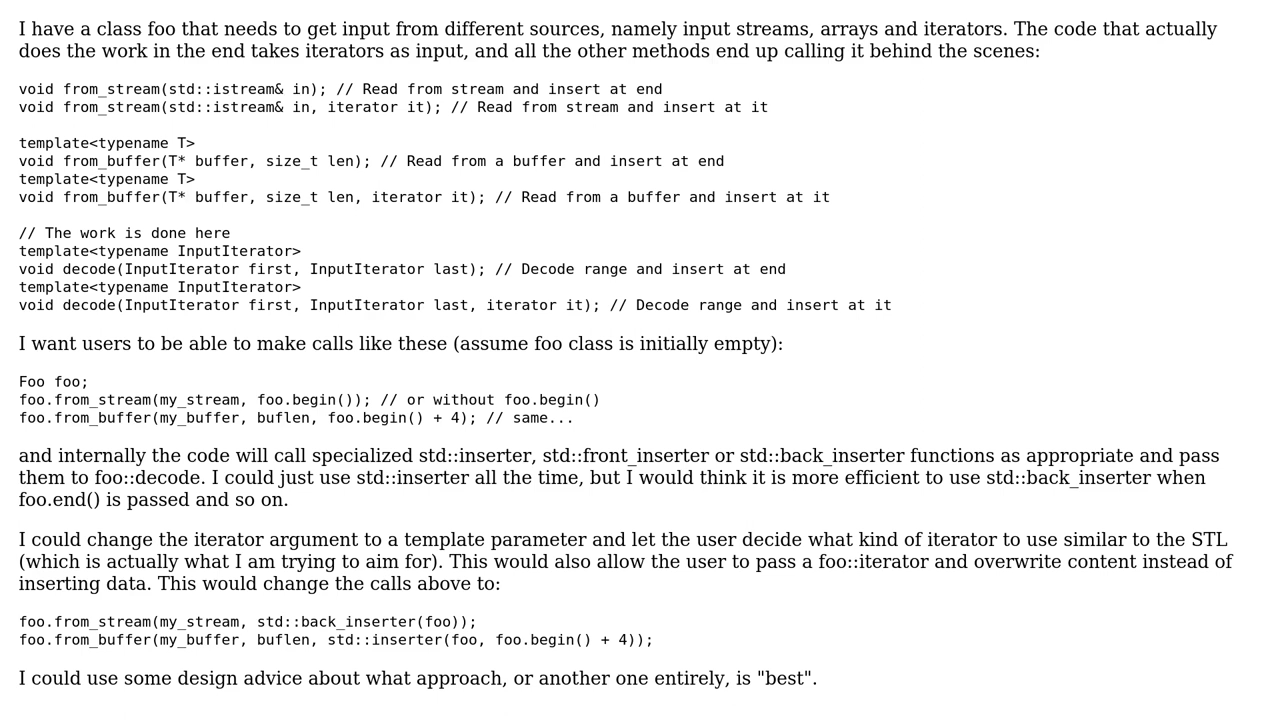 I have a class foo that needs to get input from different sources, namely input streams, arrays and iterators. The code that actually
does the work in the end takes iterators as input, and all the other methods end up calling it behind the scenes:
void from_stream(std::istream& in); // Read from stream and insert at end
void from_stream(std::istream& in, iterator it); // Read from stream and insert at it
template<typename T>
void from_buffer(T* buffer, size_t len); // Read from a buffer and insert at end
template<typename T>
void from_buffer(T* buffer, size_t len, iterator it); // Read from a buffer and insert at it
// The work is done here
template<typename InputIterator>
void decode(InputIterator first, InputIterator last); // Decode range and insert at end
template<typename InputIterator>
void decode(InputIterator first, InputIterator last, iterator it); // Decode range and insert at it
I want users to be able to make calls like these (assume foo class is initially empty):
Foo foo;
foo.from_stream(my_stream, foo.begin()); // or without foo.begin()
foo.from_buffer(my_buffer, buflen, foo.begin() + 4); // same...
and internally the code will call specialized std::inserter, std::front_inserter or std::back_inserter functions as appropriate and pass
them to foo::decode. I could just use std::inserter all the time, but I would think it is more efficient to use std::back_inserter when
foo.end() is passed and so on.
I could change the iterator argument to a template parameter and let the user decide what kind of iterator to use similar to the STL
(which is actually what I am trying to aim for). This would also allow the user to pass a foo::iterator and overwrite content instead of
inserting data. This would change the calls above to:
foo.from_stream(my_stream, std::back_inserter(foo));
foo.from_buffer(my_buffer, buflen, std::inserter(foo, foo.begin() + 4));
I could use some design advice about what approach, or another one entirely, is "best".